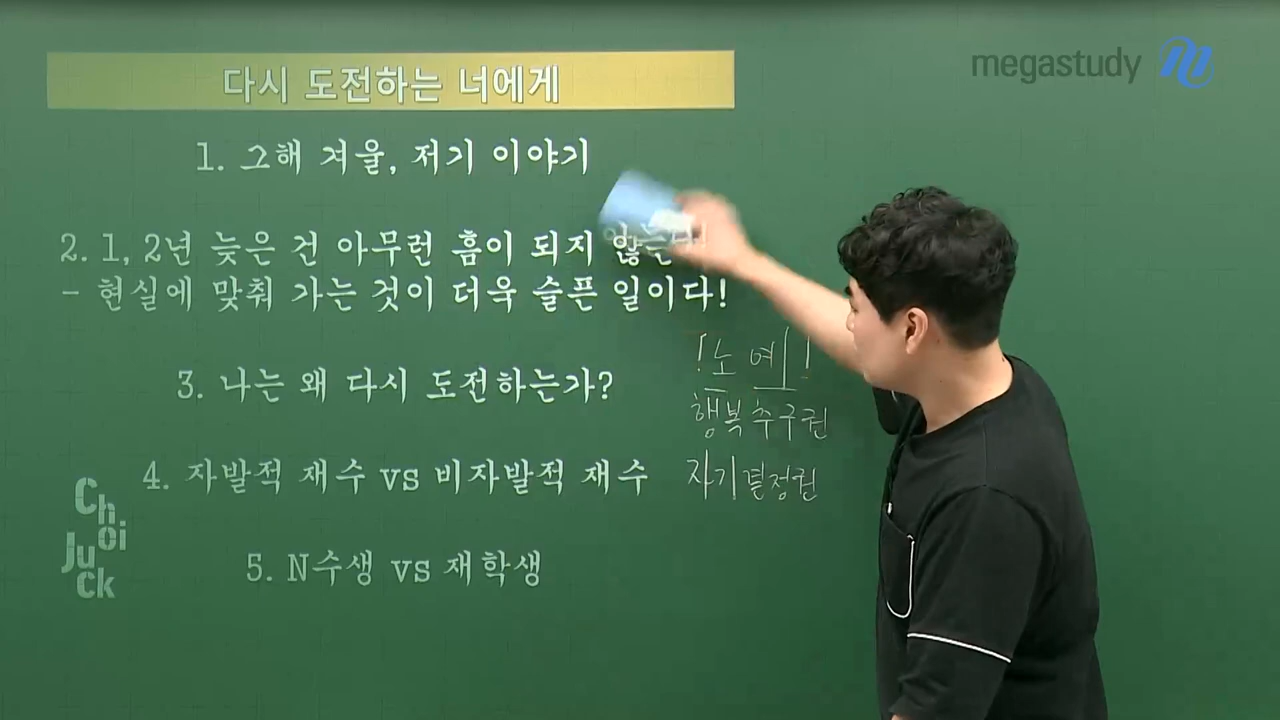 megastudy
다시 도전하는 너에게
1. 그해 겨울, 저기 이야기
2. 1, 2년 늦은 건 아무런 흠이 되지 않는다!
- 현실에 맞춰 가는 것이 더욱 슬픈 일이다!
3. 나는 왜 다시 도전하는가?
노예!
행복추구권
4. 자발적 재수 vs 비자발적 재수
자기결정권
5. N수생 vs 재학생
Choi
Juck